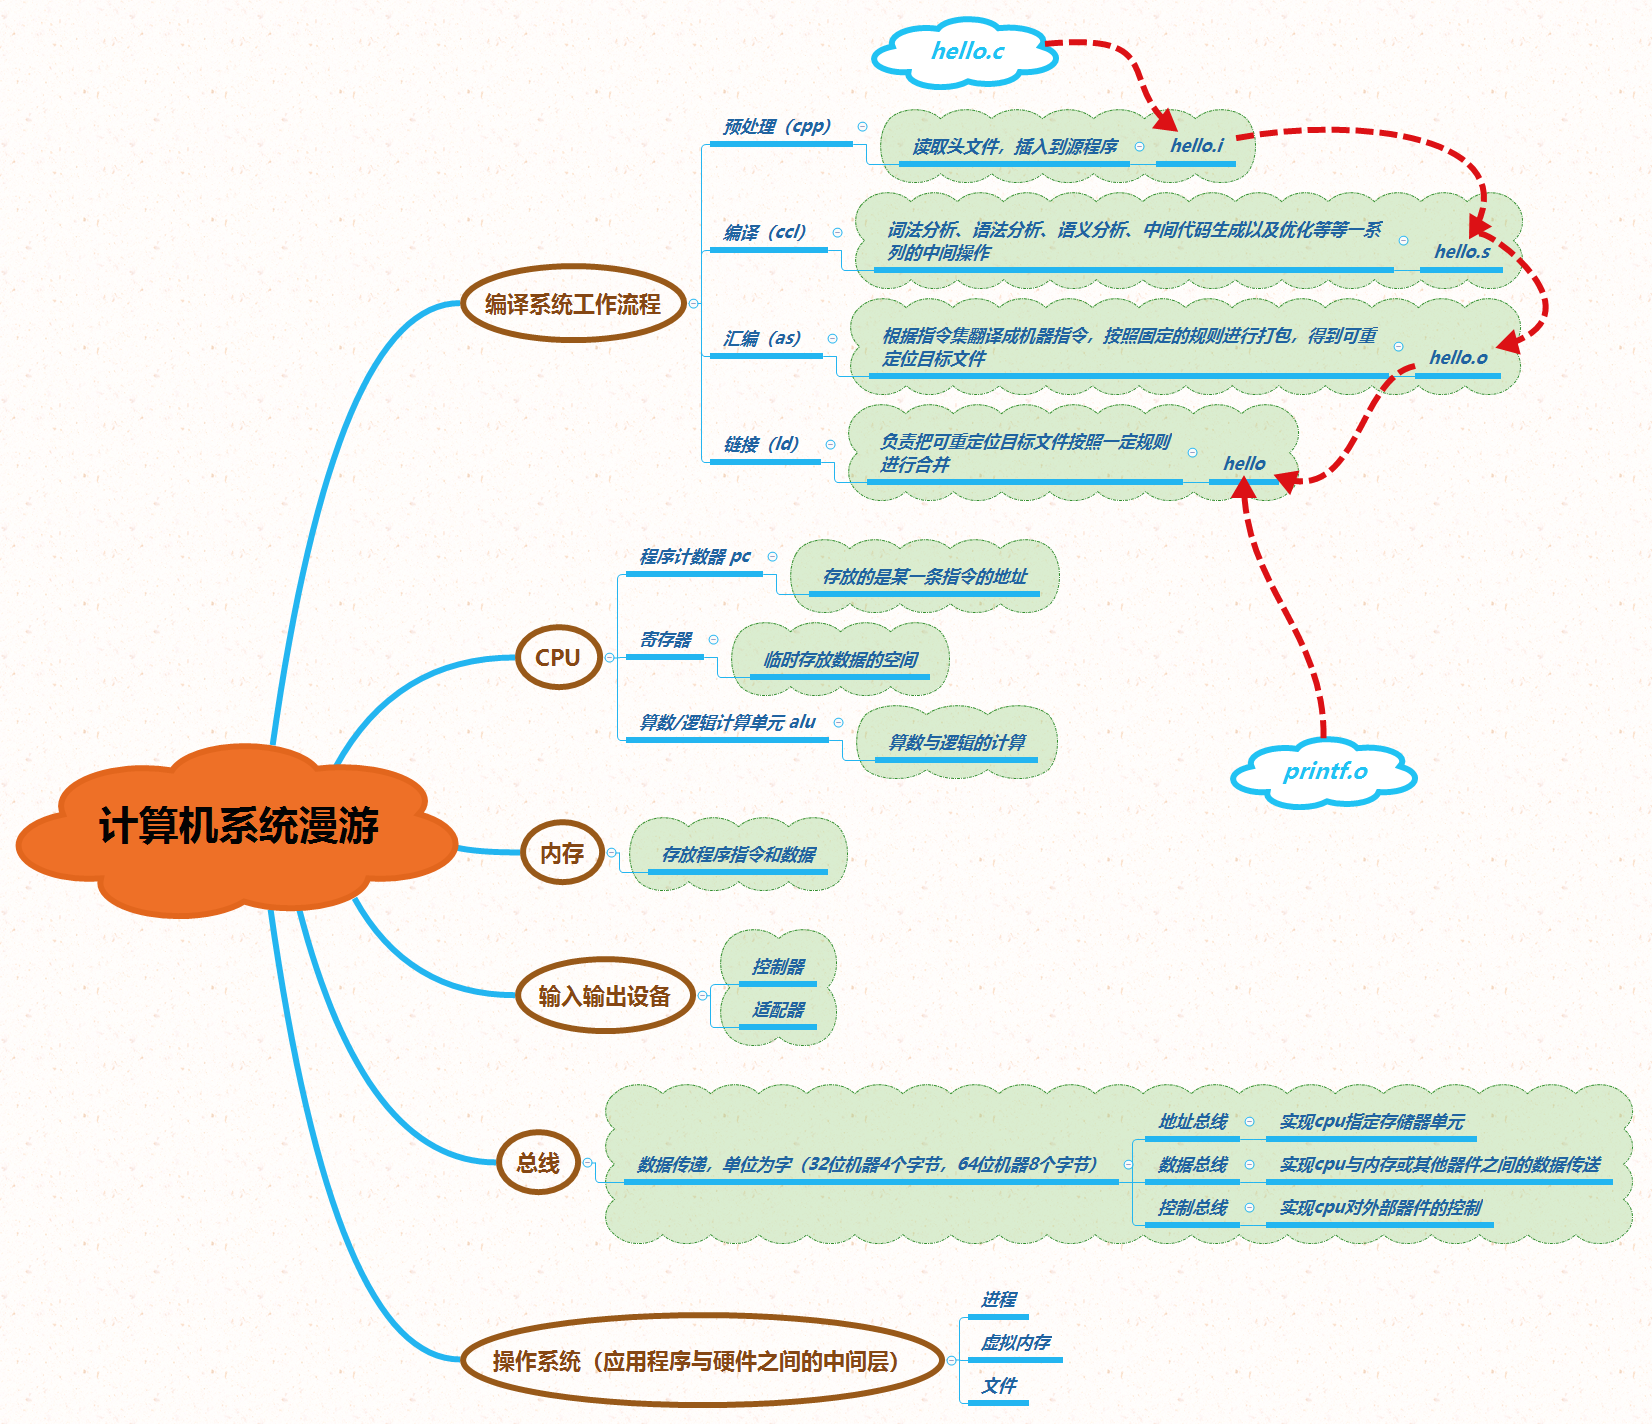 hello.c
预处理（cpp）
读取头文件，插入到源程序
hello.i
编译（ccl）
词法分析、语法分析、语义分析、中间代码生成以及优化等等一系
列的中间操作
hello.s
编译系统工作流程
汇编（as）
根据指令集翻译成机器指令，按照固定的规则进行打包，得到可重
定位目标文件
hello.o
链接（ld）
负责把可重定位目标文件按照一定规则
进行合并
hello
程序计数器 pc
存放的是某一条指令的地址
CPU
寄存器
临时存放数据的空间
算数/逻辑计算单元 alu
算数与逻辑的计算
printf.o
计算机系统漫游
内存
存放程序指令和数据
输入输出设备
控制器
适配器
总线
数据传递，单位为字（32位机器4个字节，64位机器8个字节）
地址总线
实现cpu指定存储器单元
数据总线
实现cpu与内存或其他器件之间的数据传送
控制总线
实现cpu对外部器件的控制
操作系统（应用程序与硬件之间的中间层）
进程
虚拟内存
文件